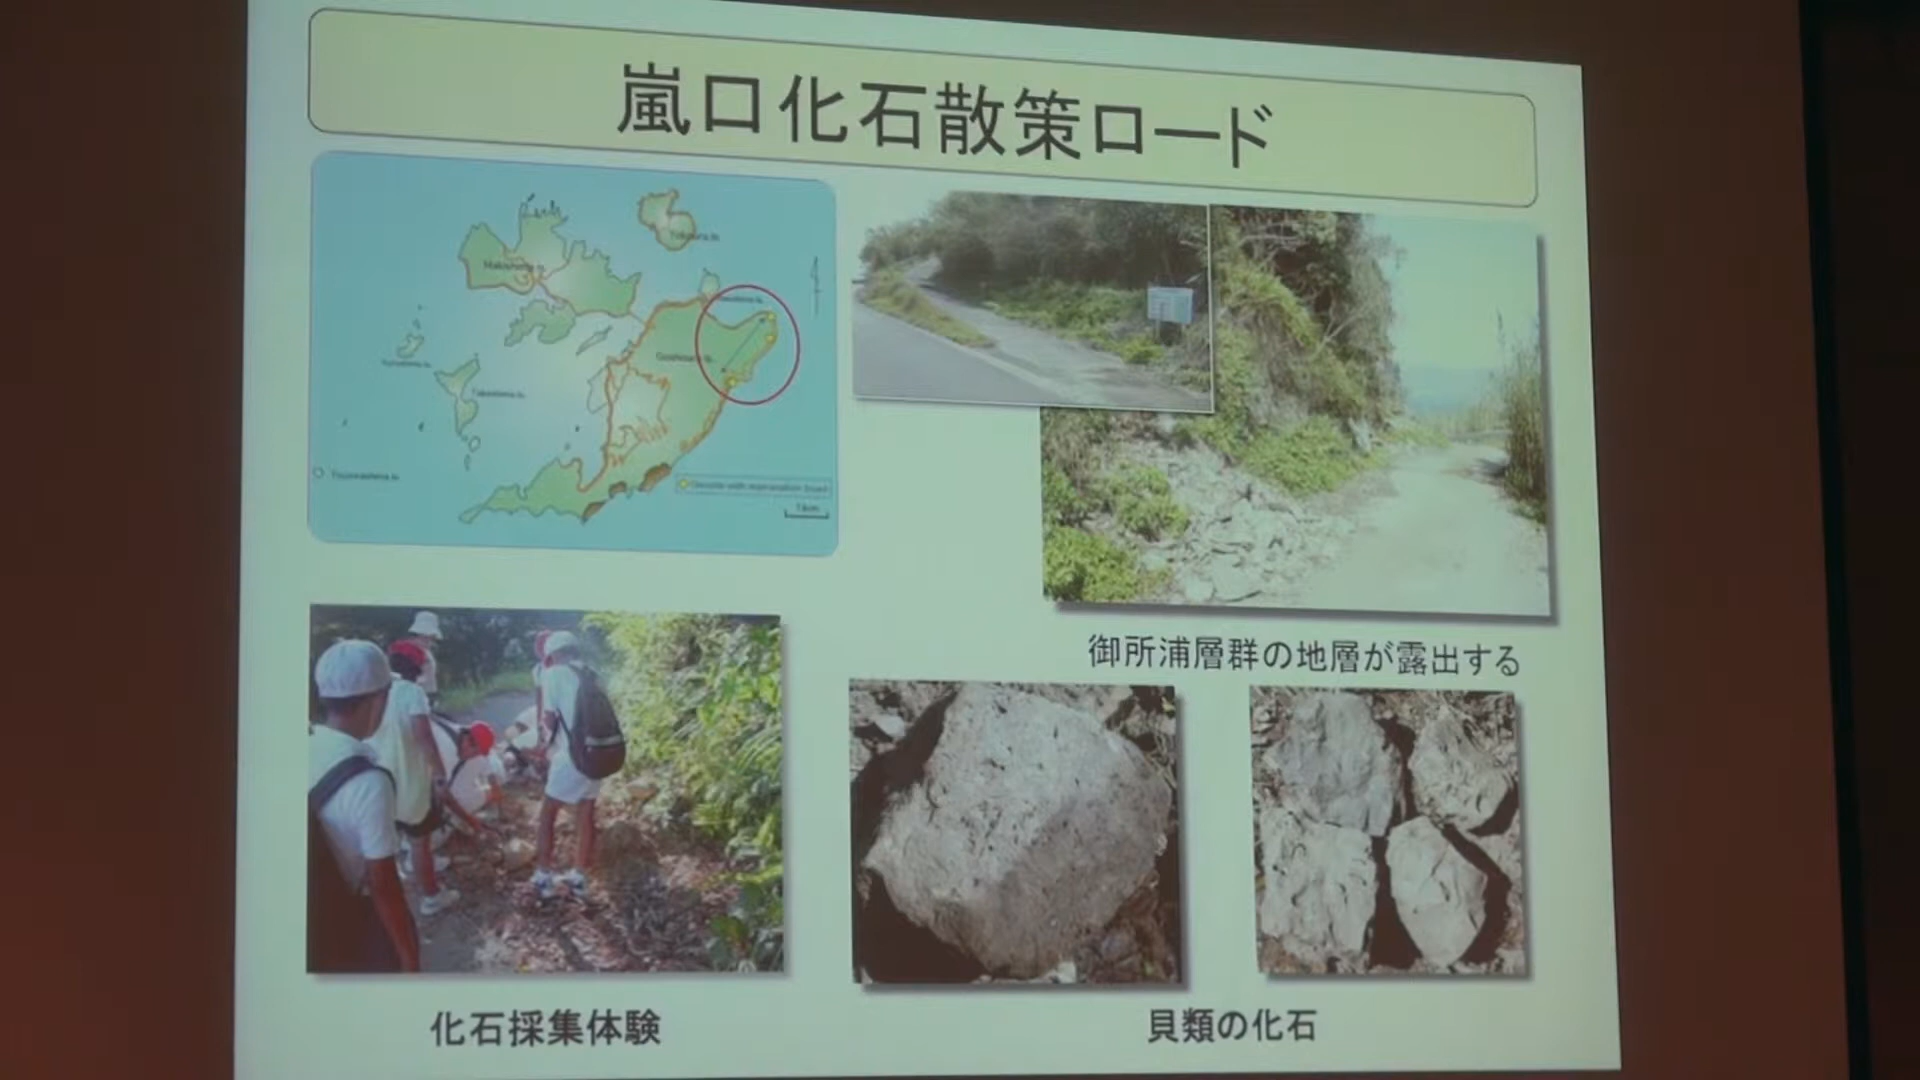 嵐口化石散策ロード
御所浦層群の地層が露出する
化石採集体験
貝類の化石
1km